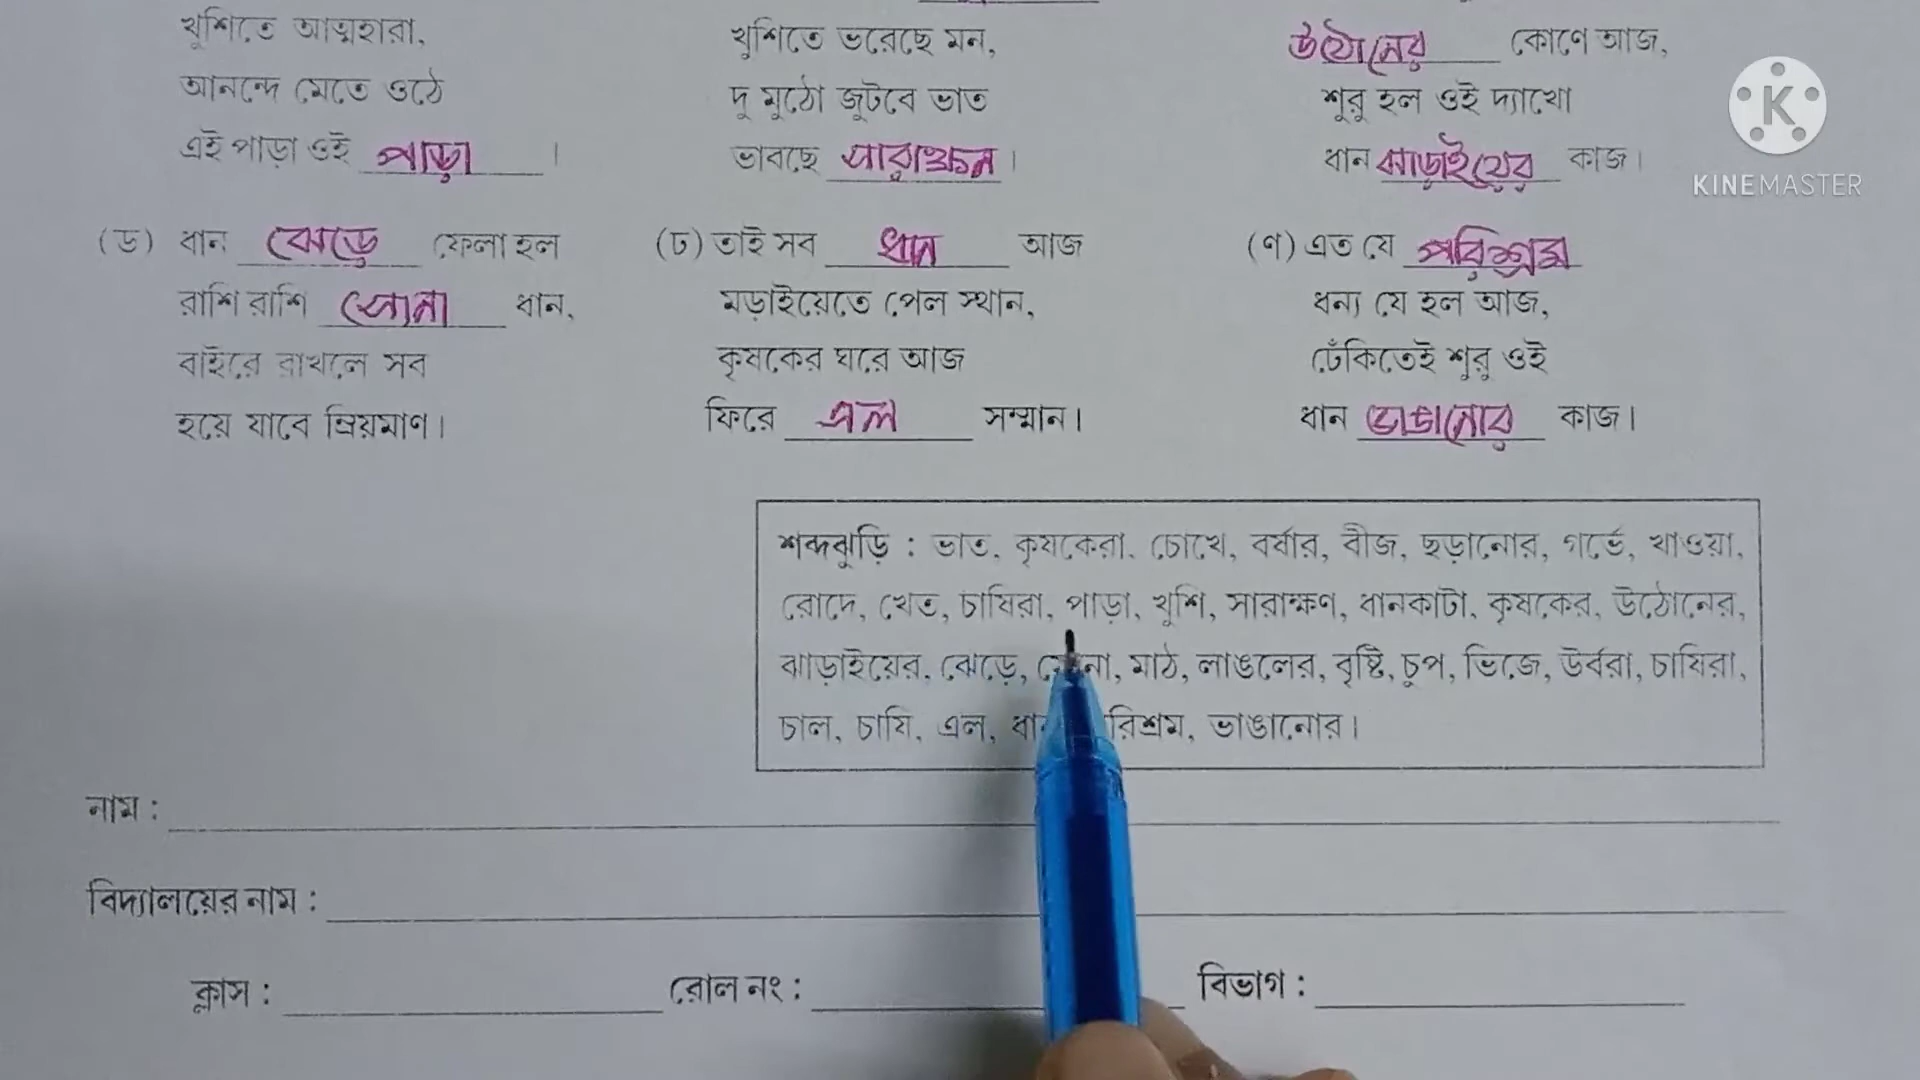 খুশিতে আত্মহারা,
আনন্দে মেতে ওঠে
এই পাড়া ওই পাড়া ।
খুশিতে ভরেছে মন,
দু মুঠো জুটবে ভাত
ভাবছে সারাক্ষন ।
উঠোনের কোণে আজ,
শুরু হল ওই দ্যাখো
ধান ঝাড়াইয়ের কাজ।
KINEMASTER
(ড) ধান ঝেড়ে ফেলা হল
রাশি রাশি সোনা ধান,
বাইরে রাখলে সব
হয়ে যাবে ম্রিয়মাণ।
(ঢ) তাই সব ধান আজ
মড়াইয়েতে পেল স্থান,
কৃষকের ঘরে আজ
ফিরে এল সম্মান।
(ণ) এত যে পরিশ্রম
ধন্য যে হল আজ,
ঢেঁকিতেই শুরু ওই
ধান ভাঙানোর কাজ।
শব্দঝুড়ি : ভাত, কৃষকেরা, চোখে, বর্ষার, বীজ, ছড়ানোর, গর্ভে, খাওয়া,
রোদে, খেত, চাষিরা, পাড়া, খুশি, সারাক্ষণ, ধানকাটা, কৃষকের, উঠোনের,
ঝাড়াইয়ের, ঝেড়ে, মাঠ, লাঙলের, বৃষ্টি, চুপ, ভিজে, উর্বরা, চাষিরা,
চাল, চাষি, এল, ভাঙানোর।
নাম :
বিদ্যালয়ের নাম :
ক্লাস : রোল নং : বিভাগ :